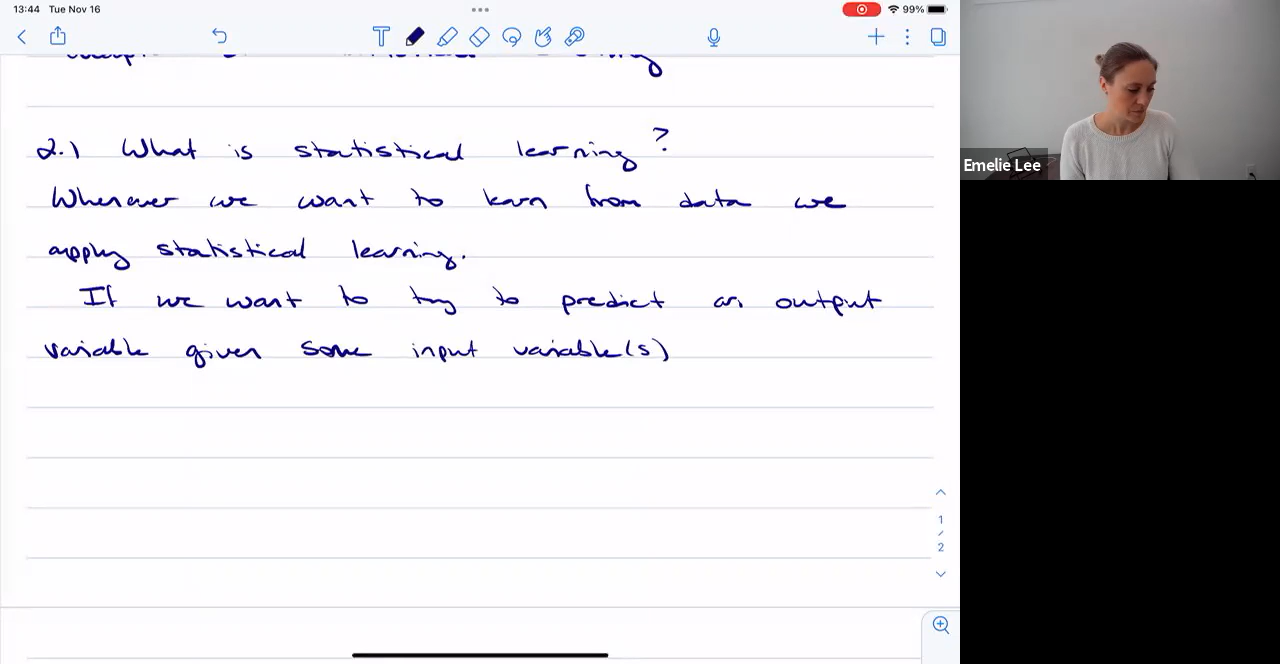 13:44 Tue Nov 16
99%
2.1 What is statistical learning?
Whenever we want to learn from data we
apply statistical learning.
If we want to try to predict an output
variable given some input variable(s)
1
/
2
Emelie Lee